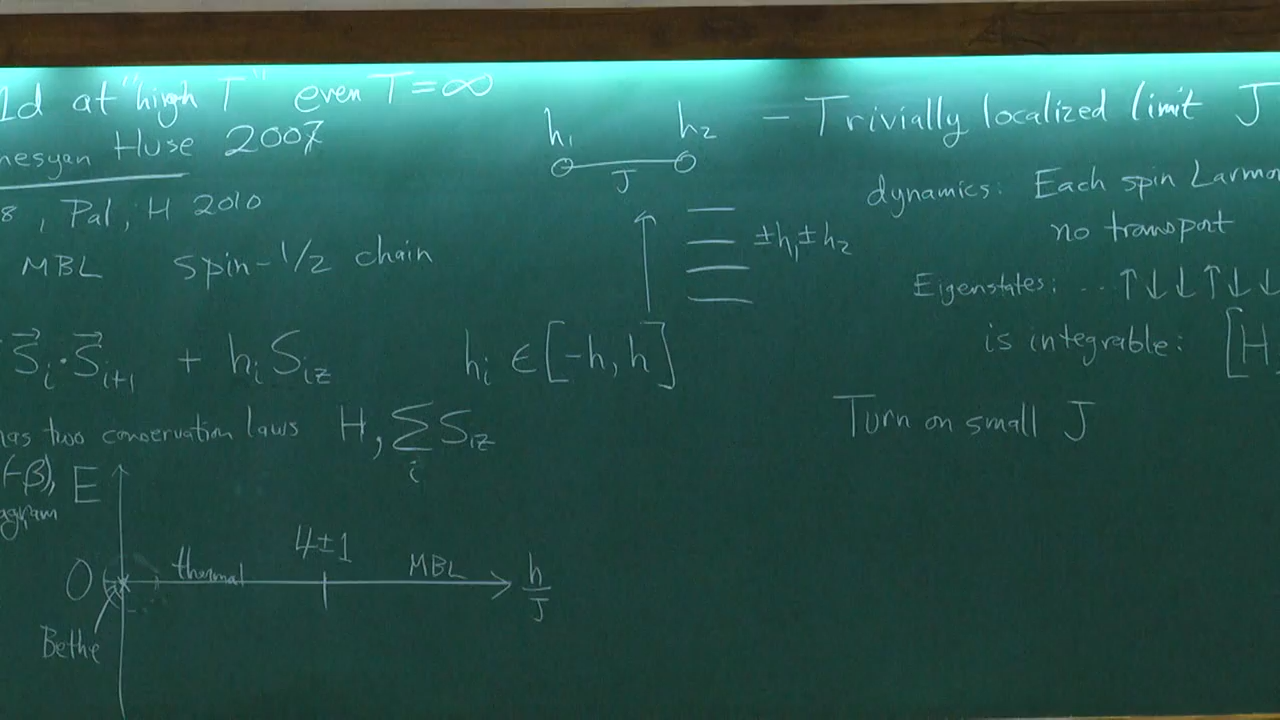 1d at "high T" even T=∞
nesyan Huse 2007
8, Pal, H 2010
MBL spin-1/2 chain
S⃗ᵢ·S⃗ᵢ₊₁ + hᵢ Sᵢz hᵢ ∈ [-h, h]
has two conservation laws H, ∑ᵢ Sᵢz
(-β), E
agram
4±1
thermal MBL h/J
0
Bethe
h₁ h₂
J
±h₁±h₂
- Trivially localized limit J
dynamics: Each spin Larmo
no transport
Eigenstates: ...↑↓↓↑↓↓
is integrable: [H,
Turn on small J